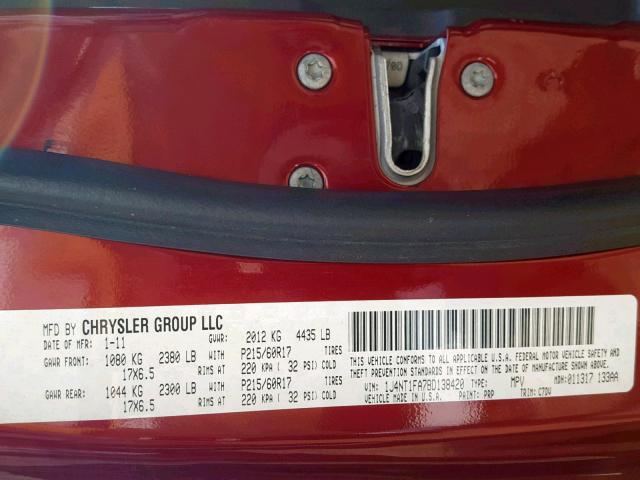 MFD BY CHRYSLER GROUP LLC
DATE OF MFR: 1-11 GVWR: 2012 KG 4435 LB
GAWR FRONT: 1080 KG 2380 LB WITH P215/60R17 TIRES
17X6.5 RIMS AT 220 KPA ( 32 PSI) COLD
GAWR REAR: 1044 KG 2300 LB WITH P215/60R17 TIRES
17X6.5 RIMS AT 220 KPA ( 32 PSI) COLD
THIS VEHICLE CONFORMS TO ALL APPLICABLE U.S.A. FEDERAL MOTOR VEHICLE SAFETY AND
THEFT PREVENTION STANDARDS IN EFFECT ON THE DATE OF MANUFACTURE SHOWN ABOVE.
VIN: 1J4NT1FA7BD138420 TYPE: MPV MDH: 011317 133AA
VEHICLE MADE IN U.S.A. PAINT: PRP TRIM: C7DV